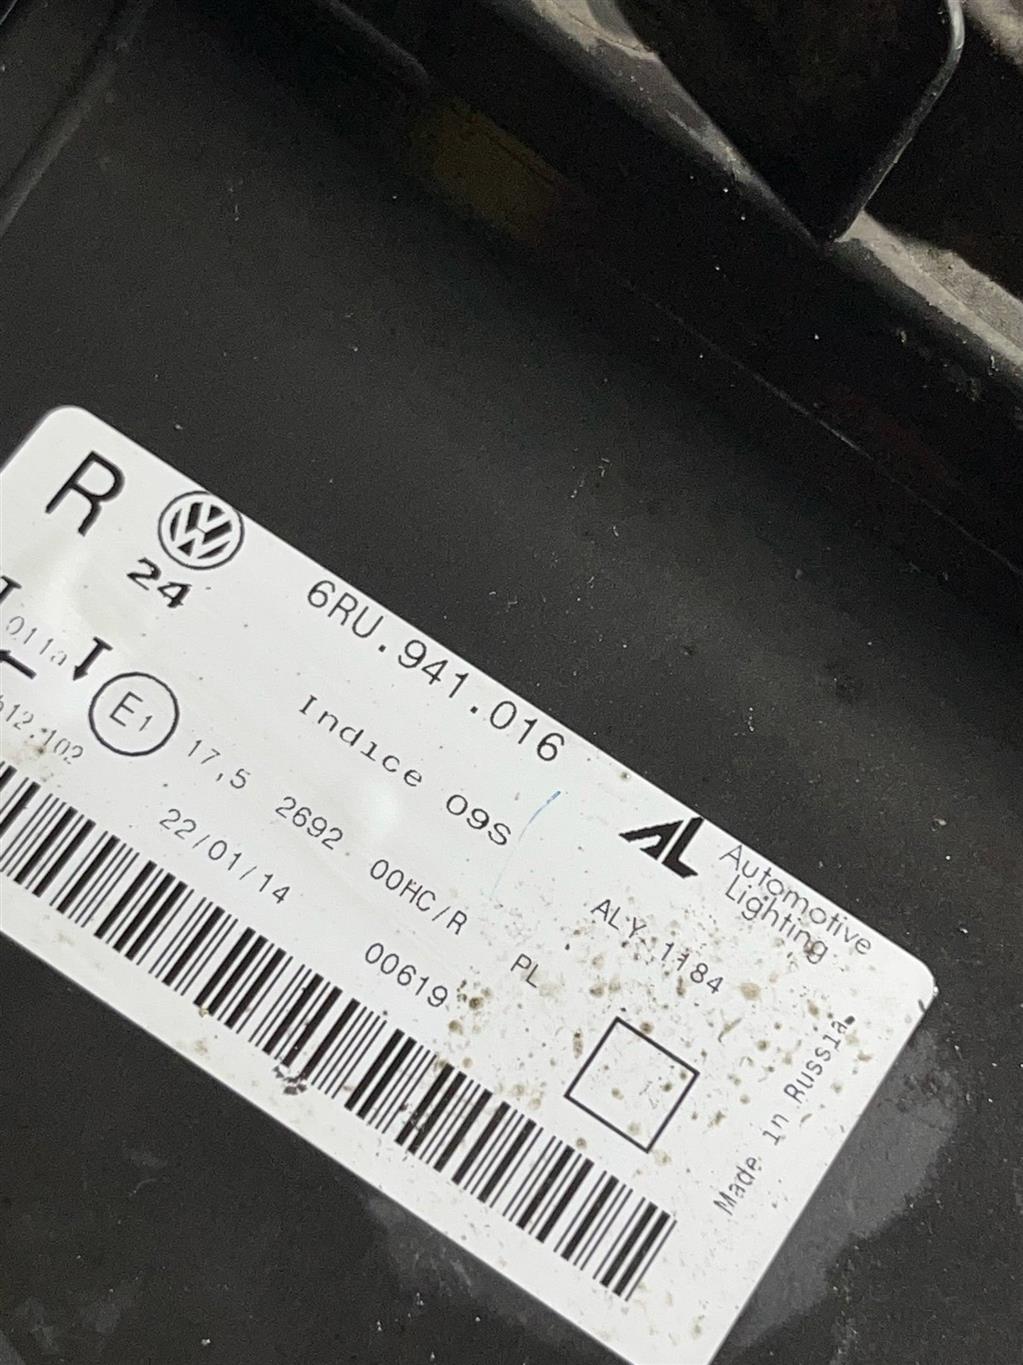 R
24
6RU.941.016
Indice 09S
Automotive
Lighting
E1 17,5 2692 00HC/R PL
ALY 1184
22/01/14 00619
Made in Russia